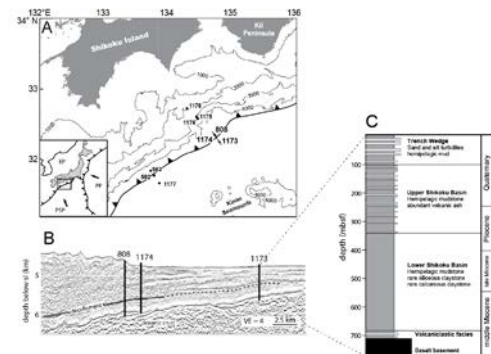 A
132°E
133
134
135
136
34° N
33
32
Shikoku Island
Kii
Peninsula
1176
1175
1178
808
1174
1173
582
1177
Kinan
Seamounts
EP
PP
PSP
B
808
1174
1173
depth below sl (km)
5
6
VE = 4
2.5 km
C
depth (mbsf)
100
200
300
400
500
600
700
Trench Wedge
Sand and silt turbidites
hemipelagic mud
Upper Shikoku Basin
Hemipelagic mudstone
abundant volcanic ash
Lower Shikoku Basin
Hemipelagic mudstone
rare siliceous claystone
rare calcareous claystone
Volcaniclastic facies
Basalt basement
Quaternary
Pliocene
late Miocene
middle Miocene